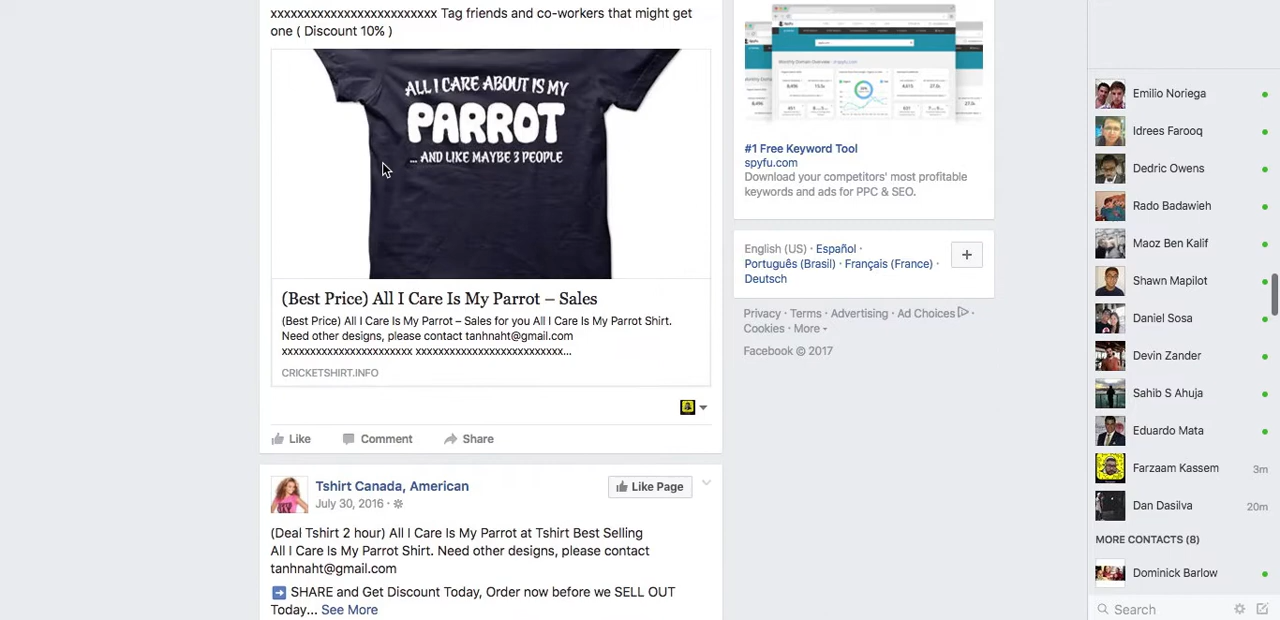 xxxxxxxxxxxxxxxxxxxxxxxxxx Tag friends and co-workers that might get
one ( Discount 10% )
ALL I CARE ABOUT IS MY
PARROT
... AND LIKE MAYBE 3 PEOPLE
(Best Price) All I Care Is My Parrot – Sales
(Best Price) All I Care Is My Parrot – Sales for you All I Care Is My Parrot Shirt.
Need other designs, please contact tanhnaht@gmail.com
xxxxxxxxxxxxxxxxxxxxxxx xxxxxxxxxxxxxxxxxxxxxxxxxx...
CRICKETSHIRT.INFO
Like Comment Share
Tshirt Canada, American
July 30, 2016 ·
Like Page
(Deal Tshirt 2 hour) All I Care Is My Parrot at Tshirt Best Selling
All I Care Is My Parrot Shirt. Need other designs, please contact
tanhnaht@gmail.com
SHARE and Get Discount Today, Order now before we SELL OUT
Today... See More
#1 Free Keyword Tool
spyfu.com
Download your competitors' most profitable
keywords and ads for PPC & SEO.
English (US) · Español ·
Português (Brasil) · Français (France) ·
Deutsch
+
Privacy · Terms · Advertising · Ad Choices ·
Cookies · More
Facebook © 2017
Emilio Noriega
Idrees Farooq
Dedric Owens
Rado Badawieh
Maoz Ben Kalif
Shawn Mapilot
Daniel Sosa
Devin Zander
Sahib S Ahuja
Eduardo Mata
Farzaam Kassem 3m
Dan Dasilva 20m
MORE CONTACTS (8)
Dominick Barlow
Search